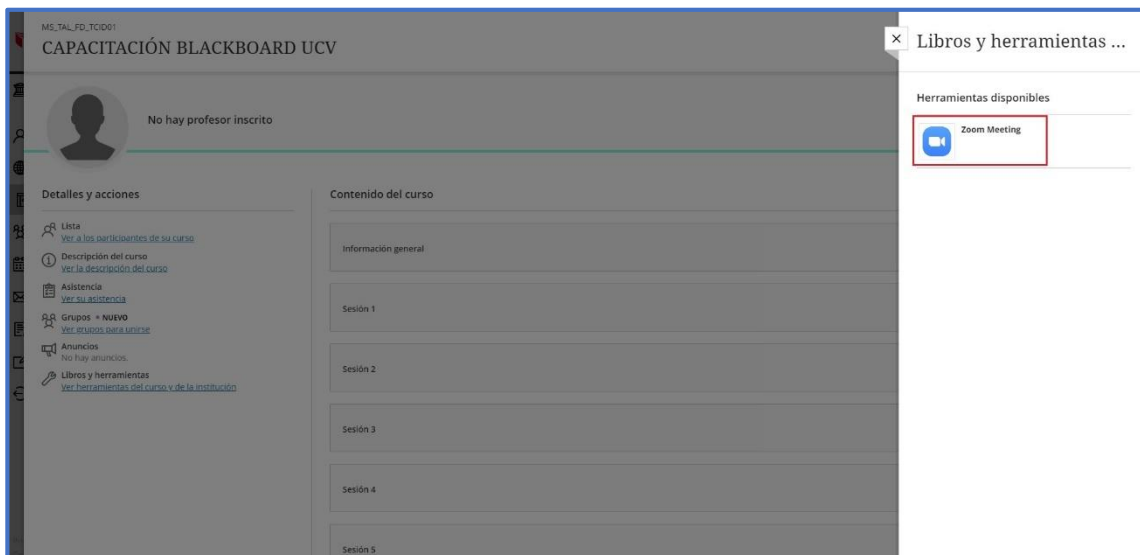 MS_TAL_FD_TCID01
CAPACITACIÓN BLACKBOARD UCV
No hay profesor inscrito
Detalles y acciones
Lista
Ver a los participantes de su curso
Descripción del curso
Ver la descripción del curso
Asistencia
Ver su asistencia
Grupos • NUEVO
Ver grupos para unirse
Anuncios
No hay anuncios.
Libros y herramientas
Ver herramientas del curso y de la institución
Contenido del curso
Información general
Sesión 1
Sesión 2
Sesión 3
Sesión 4
Sesión 5
Libros y herramientas ...
Herramientas disponibles
Zoom Meeting